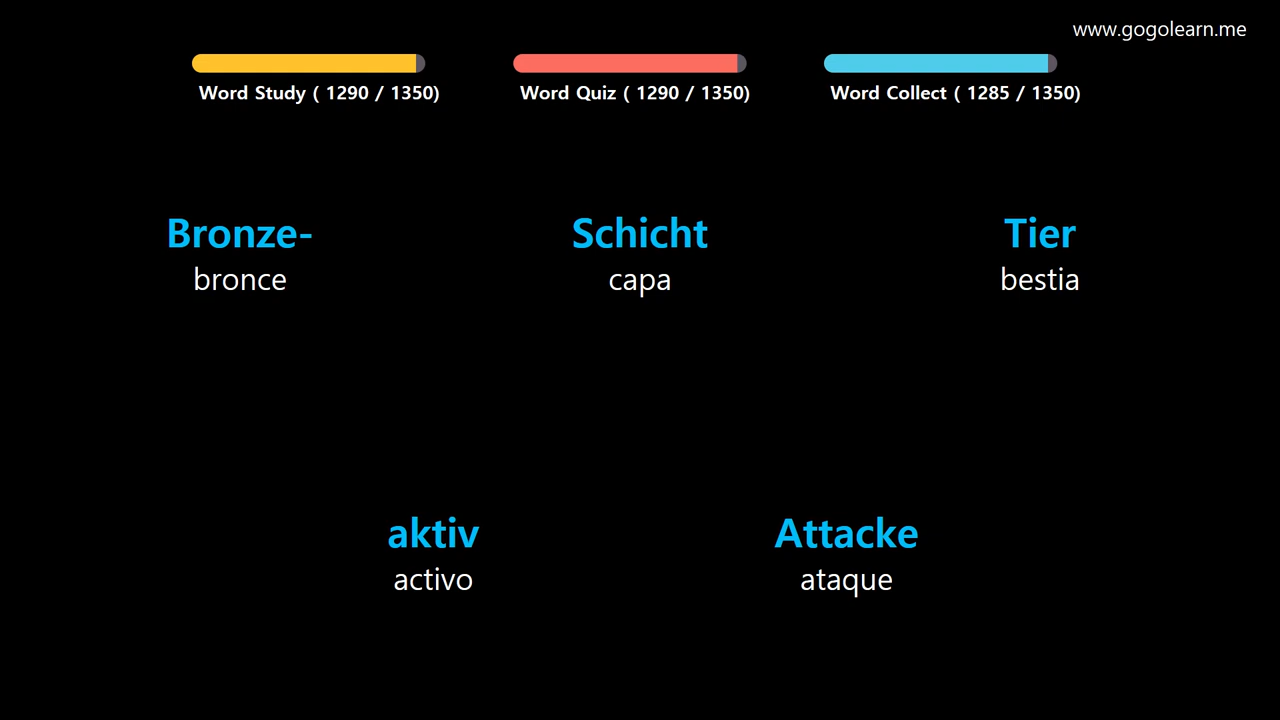 www.gogolearn.me
Word Study ( 1290 / 1350)
Word Quiz ( 1290 / 1350)
Word Collect ( 1285 / 1350)
Bronze-
bronce
Schicht
capa
Tier
bestia
aktiv
activo
Attacke
ataque